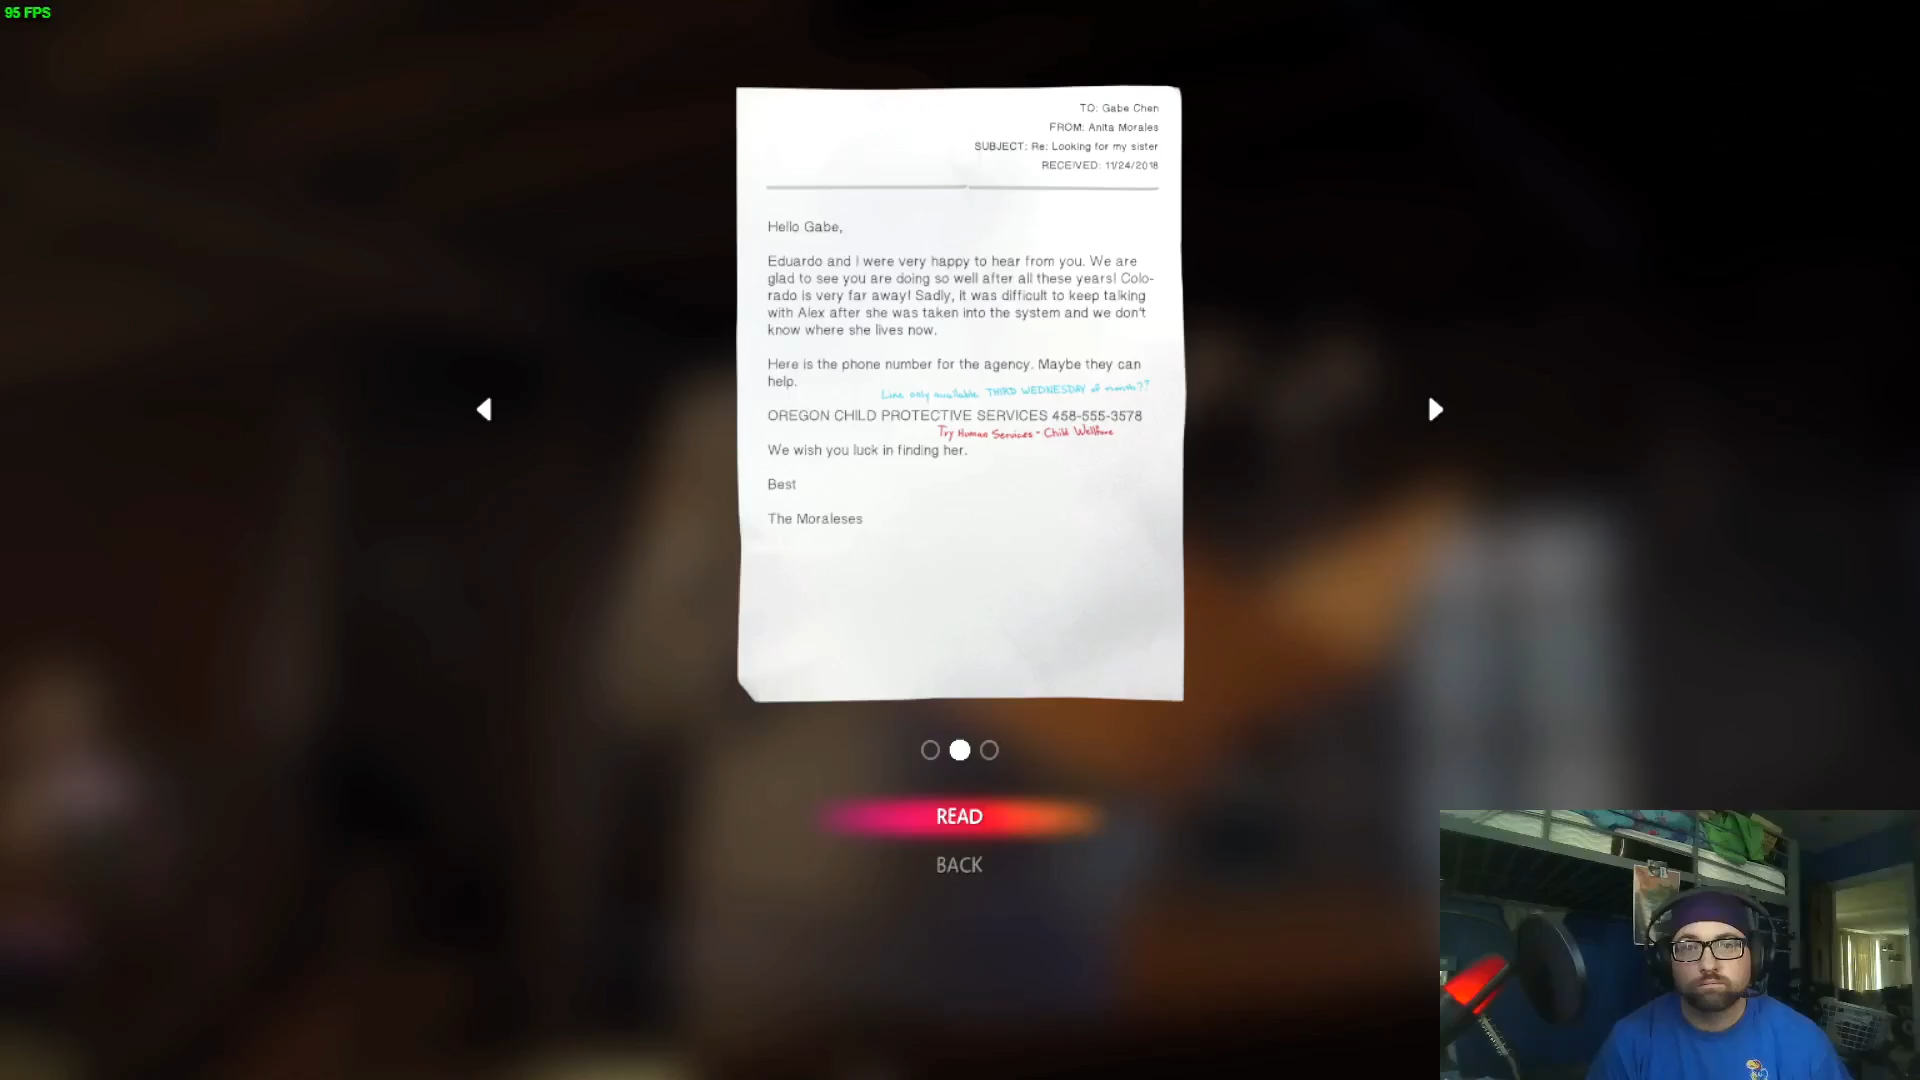 95 FPS
TO: Gabe Chen
FROM: Anita Morales
SUBJECT: Re: Looking for my sister
RECEIVED: 11/24/2018
Hello Gabe,
Eduardo and I were very happy to hear from you. We are
glad to see you are doing so well after all these years! Colo-
rado is very far away! Sadly, it was difficult to keep talking
with Alex after she was taken into the system and we don't
know where she lives now.
Here is the phone number for the agency. Maybe they can
help.
Line only available THIRD WEDNESDAY of month??
OREGON CHILD PROTECTIVE SERVICES 458-555-3578
Try Human Services - Child Wellfare
We wish you luck in finding her.
Best
The Moraleses
READ
BACK